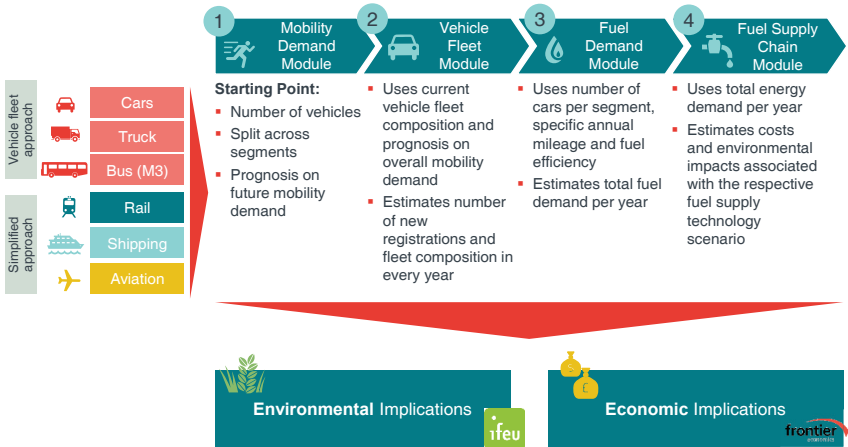 1
Mobility
Demand
Module
2
Vehicle
Fleet
Module
3
Fuel
Demand
Module
4
Fuel Supply
Chain
Module
Vehicle fleet
approach
Cars
Truck
Bus (M3)
Simplified
approach
Rail
Shipping
Aviation
Starting Point:
▪ Number of vehicles
▪ Split across
segments
▪ Prognosis on
future mobility
demand
▪ Uses current
vehicle fleet
composition and
prognosis on
overall mobility
demand
▪ Estimates number
of new
registrations and
fleet composition in
every year
▪ Uses number of
cars per segment,
specific annual
mileage and fuel
efficiency
▪ Estimates total fuel
demand per year
▪ Uses total energy
demand per year
▪ Estimates costs
and environmental
impacts associated
with the respective
fuel supply
technology
scenario
Environmental Implications
ifeu
$
£
Economic Implications
frontier
economics